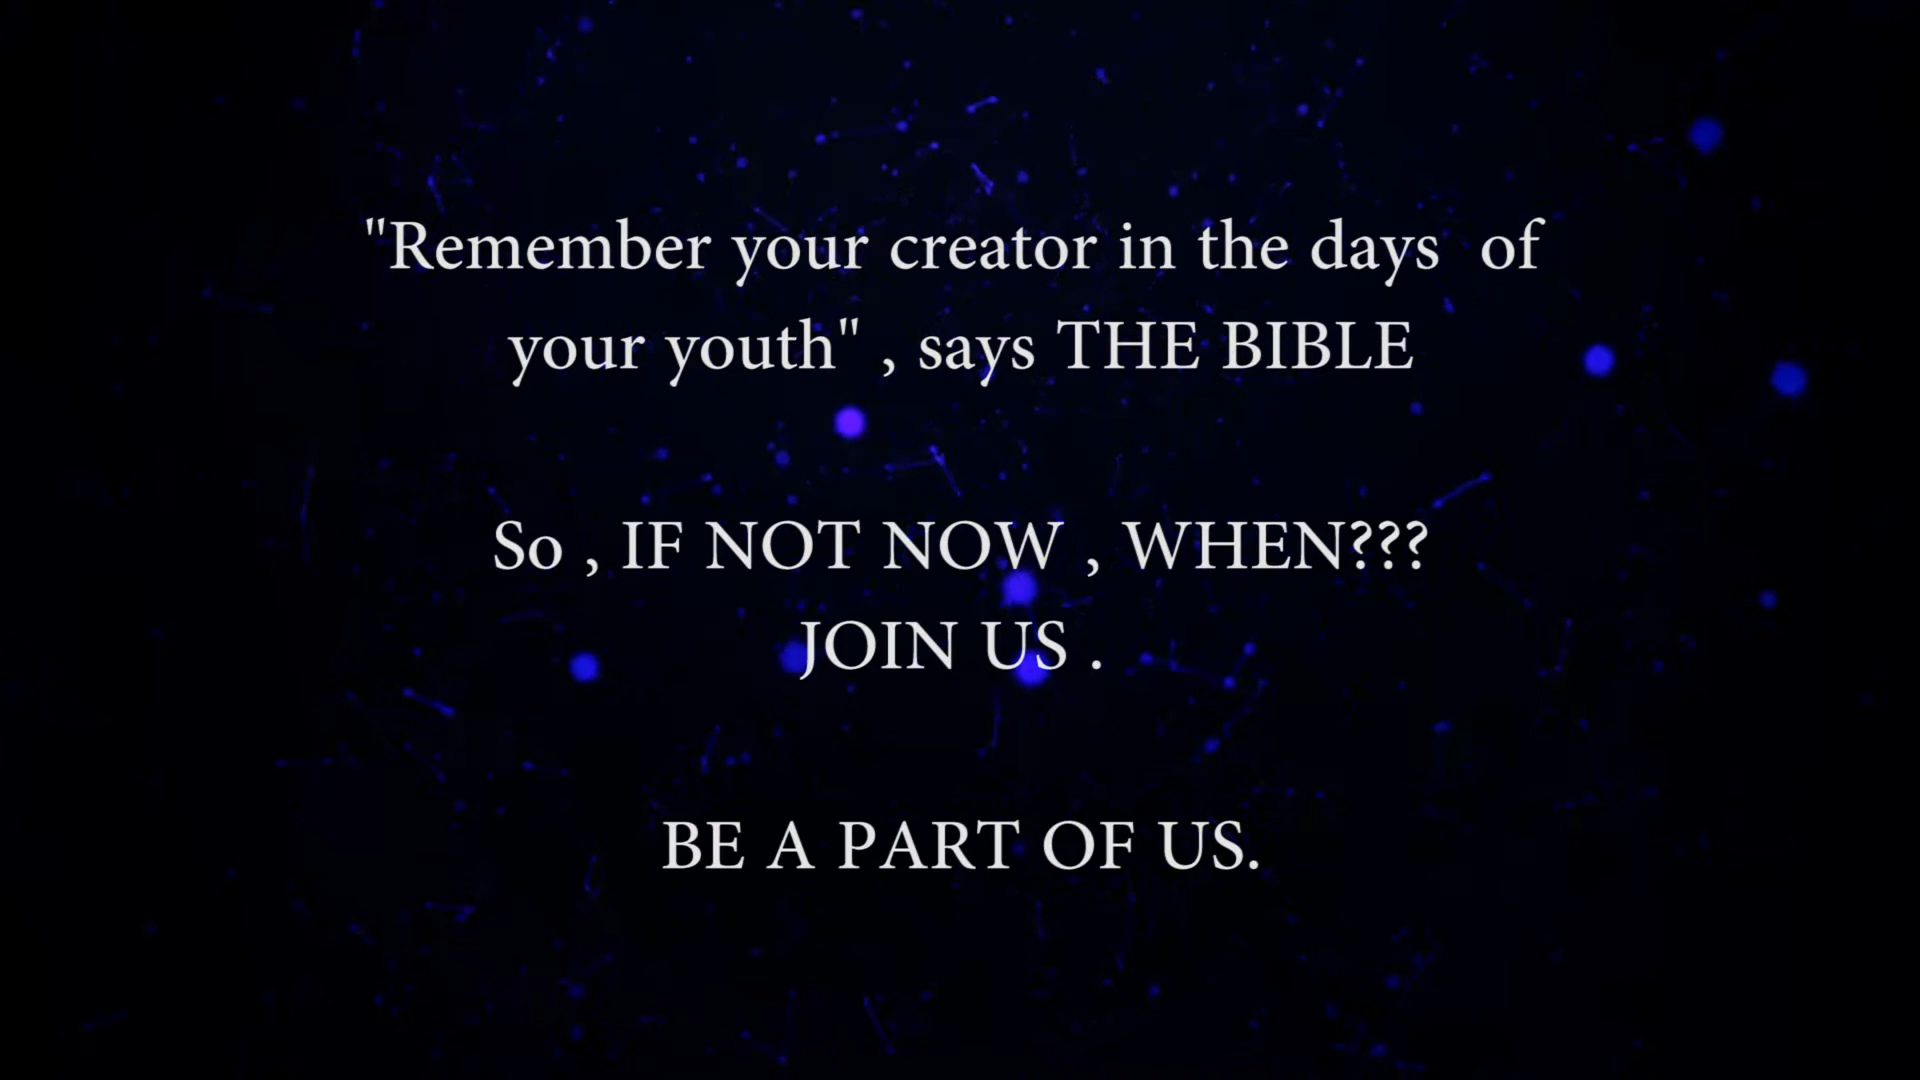 "Remember your creator in the days  of
your youth" , says THE BIBLE
So , IF NOT NOW , WHEN???
JOIN US .
BE A PART OF US.